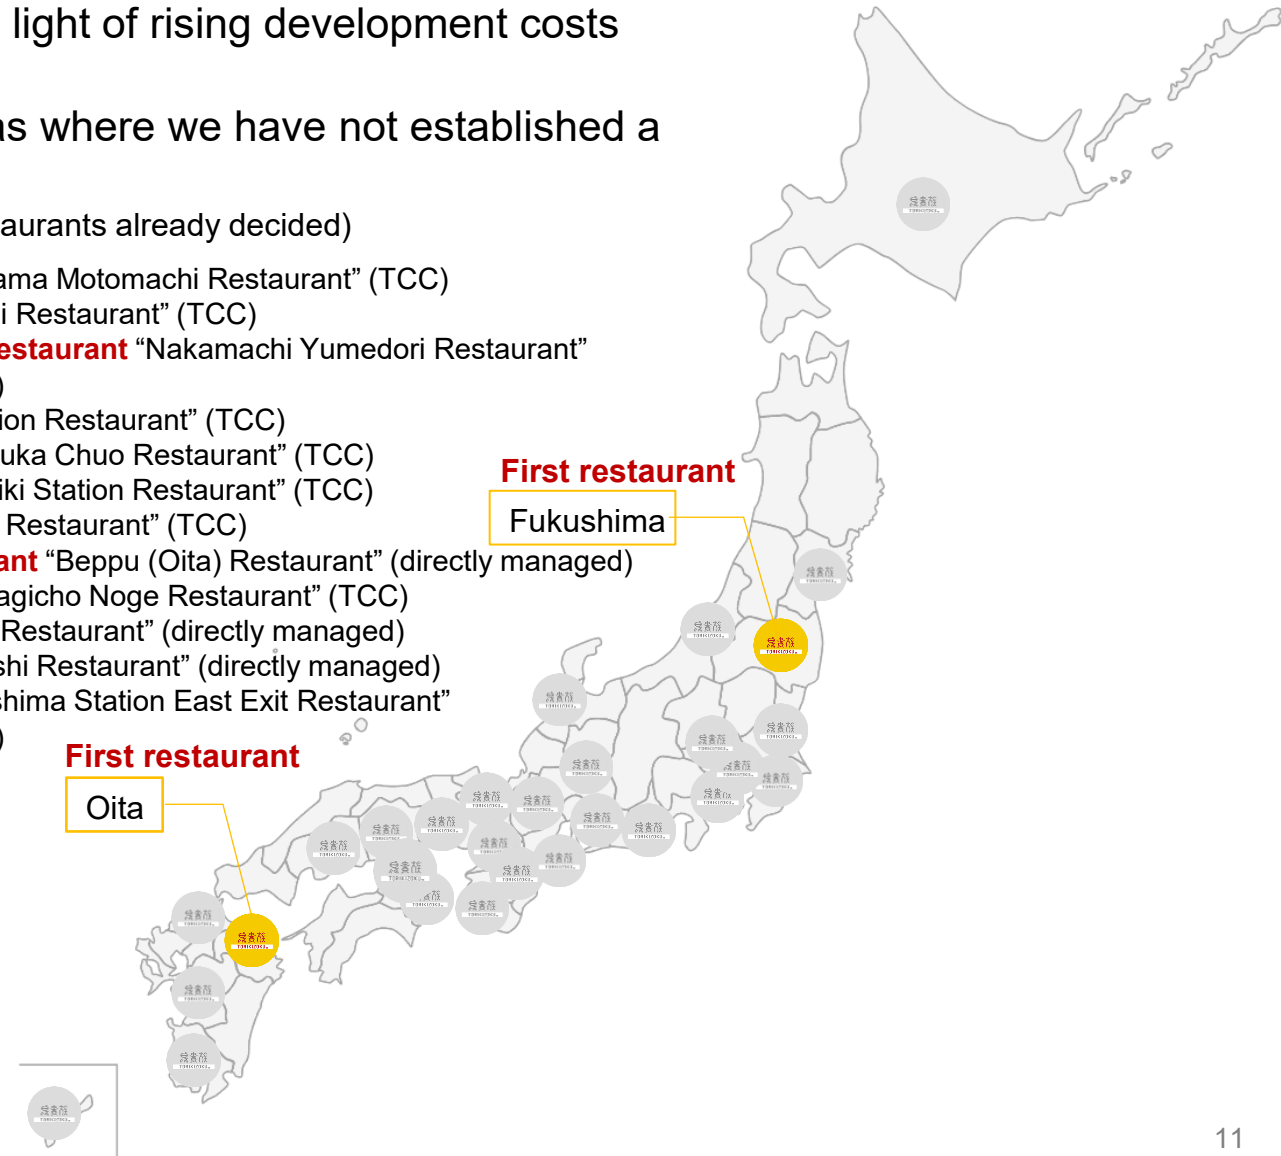 light of rising development costs
as where we have not established a
aurants already decided)
ama Motomachi Restaurant” (TCC)
i Restaurant” (TCC)
estaurant “Nakamachi Yumedori Restaurant”
)
ion Restaurant” (TCC)
uka Chuo Restaurant” (TCC)
iki Station Restaurant” (TCC)
Restaurant” (TCC)
ant “Beppu (Oita) Restaurant” (directly managed)
agicho Noge Restaurant” (TCC)
Restaurant” (directly managed)
shi Restaurant” (directly managed)
shima Station East Exit Restaurant”
)
First restaurant
Fukushima
First restaurant
Oita
11